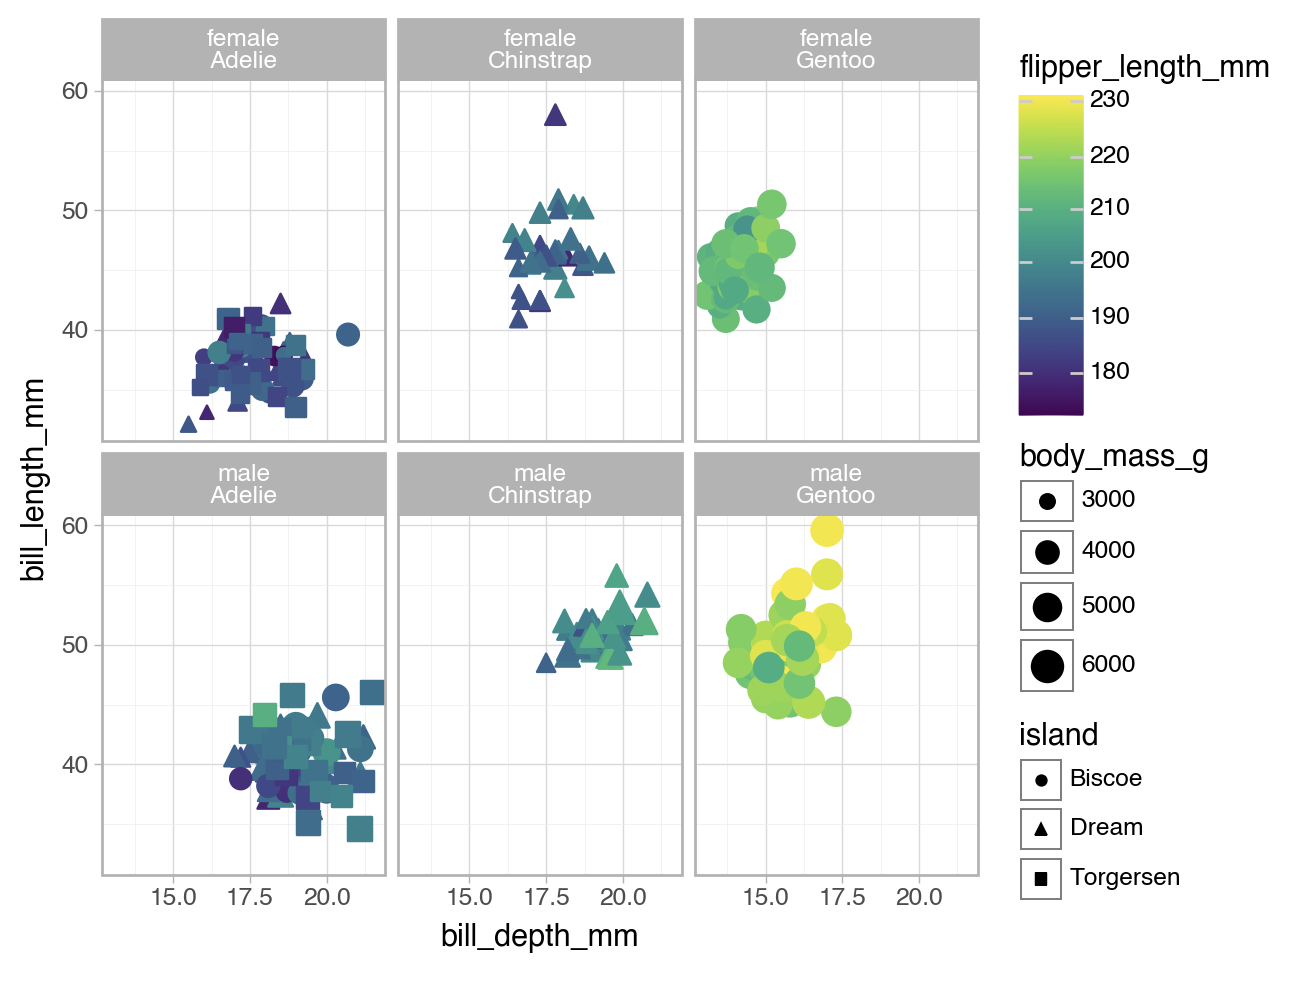 female
Adelie
female
Chinstrap
female
Gentoo
60
50
40
male
Adelie
male
Chinstrap
male
Gentoo
60
50
40
15.0 17.5 20.0
15.0 17.5 20.0
15.0 17.5 20.0
bill_depth_mm
bill_length_mm
flipper_length_mm
230
220
210
200
190
180
body_mass_g
3000
4000
5000
6000
island
Biscoe
Dream
Torgersen